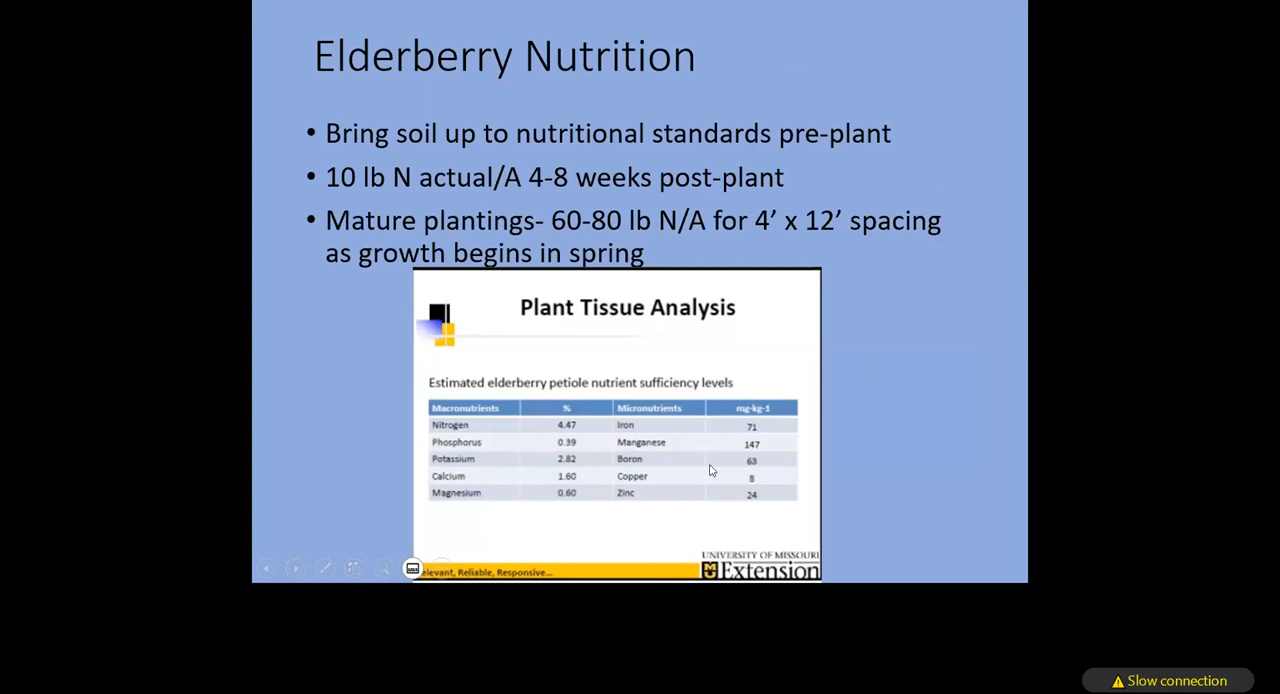 Elderberry Nutrition
• Bring soil up to nutritional standards pre-plant
• 10 lb N actual/A 4-8 weeks post-plant
• Mature plantings- 60-80 lb N/A for 4’ x 12’ spacing
as growth begins in spring
Plant Tissue Analysis
Estimated elderberry petiole nutrient sufficiency levels
Macronutrients % Micronutrients mg-kg-1
Nitrogen 4.47 Iron 71
Phosphorus 0.39 Manganese 147
Potassium 2.82 Boron 63
Calcium 1.60 Copper 8
Magnesium 0.60 Zinc 24
UNIVERSITY OF MISSOURI
elevant, Reliable, Responsive... Extension
Slow connection